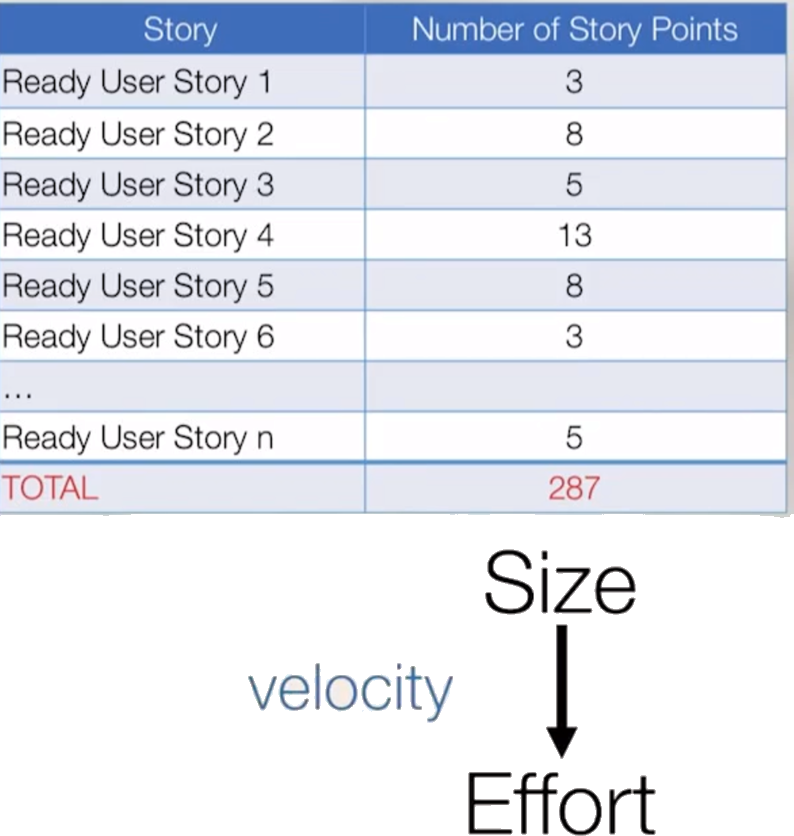 Story Number of Story Points
Ready User Story 1 3
Ready User Story 2 8
Ready User Story 3 5
Ready User Story 4 13
Ready User Story 5 8
Ready User Story 6 3
...
Ready User Story n 5
TOTAL 287
Size
velocity
Effort